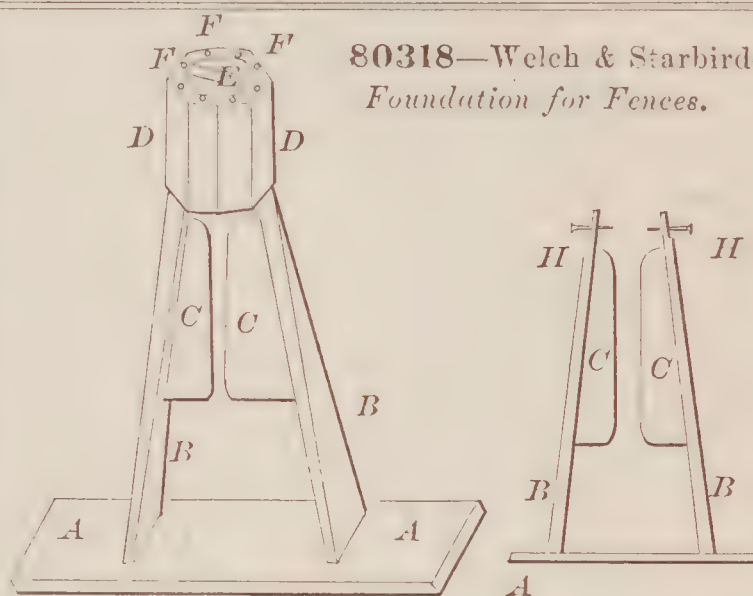 80318—Welch & Starbird
Foundation for Fences.
F
F F
E
D D
H H
C C
C C
B
B
B B
A A
A